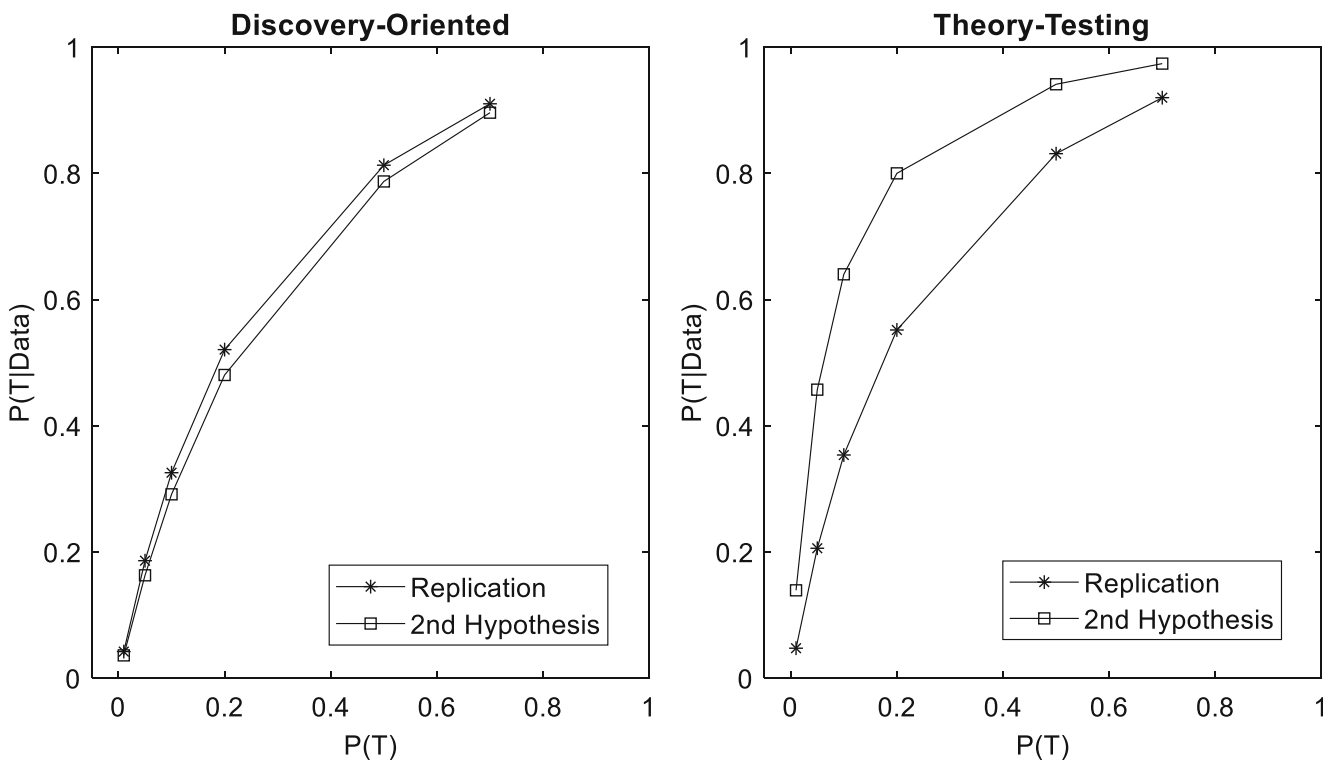 Discovery-Oriented
1
0.8
0.6
0.4
0.2
0
P(T|Data)
0 0.2 0.4 0.6 0.8 1
P(T)
Replication
2nd Hypothesis
Theory-Testing
1
0.8
0.6
0.4
0.2
0
P(T|Data)
0 0.2 0.4 0.6 0.8 1
P(T)
Replication
2nd Hypothesis